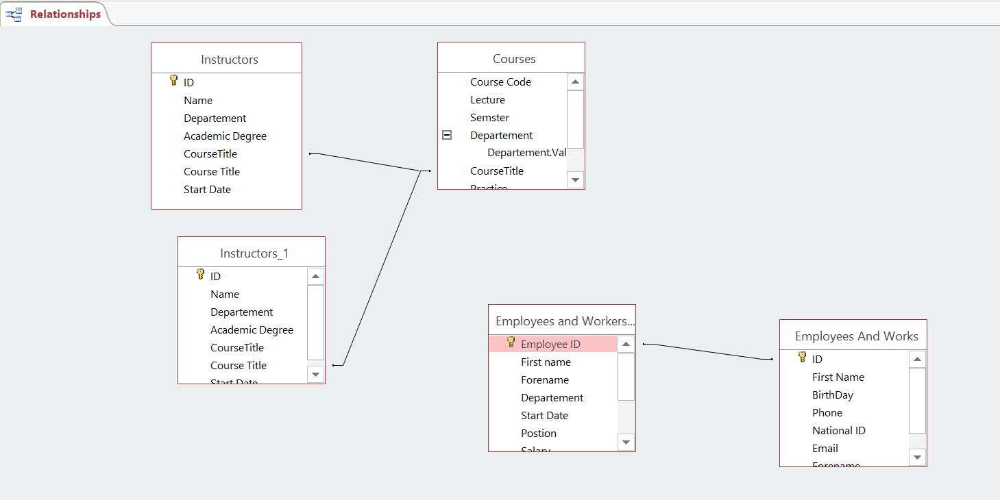 Relationships
Instructors
ID
Name
Departement
Academic Degree
CourseTitle
Course Title
Start Date
Courses
Course Code
Lecture
Semster
Departement
Departement.Val
CourseTitle
Practice
Instructors_1
ID
Name
Departement
Academic Degree
CourseTitle
Course Title
Start Date
Employees and Workers...
Employee ID
First name
Forename
Departement
Start Date
Postion
Salary
Employees And Works
ID
First Name
BirthDay
Phone
National ID
Email
Forename